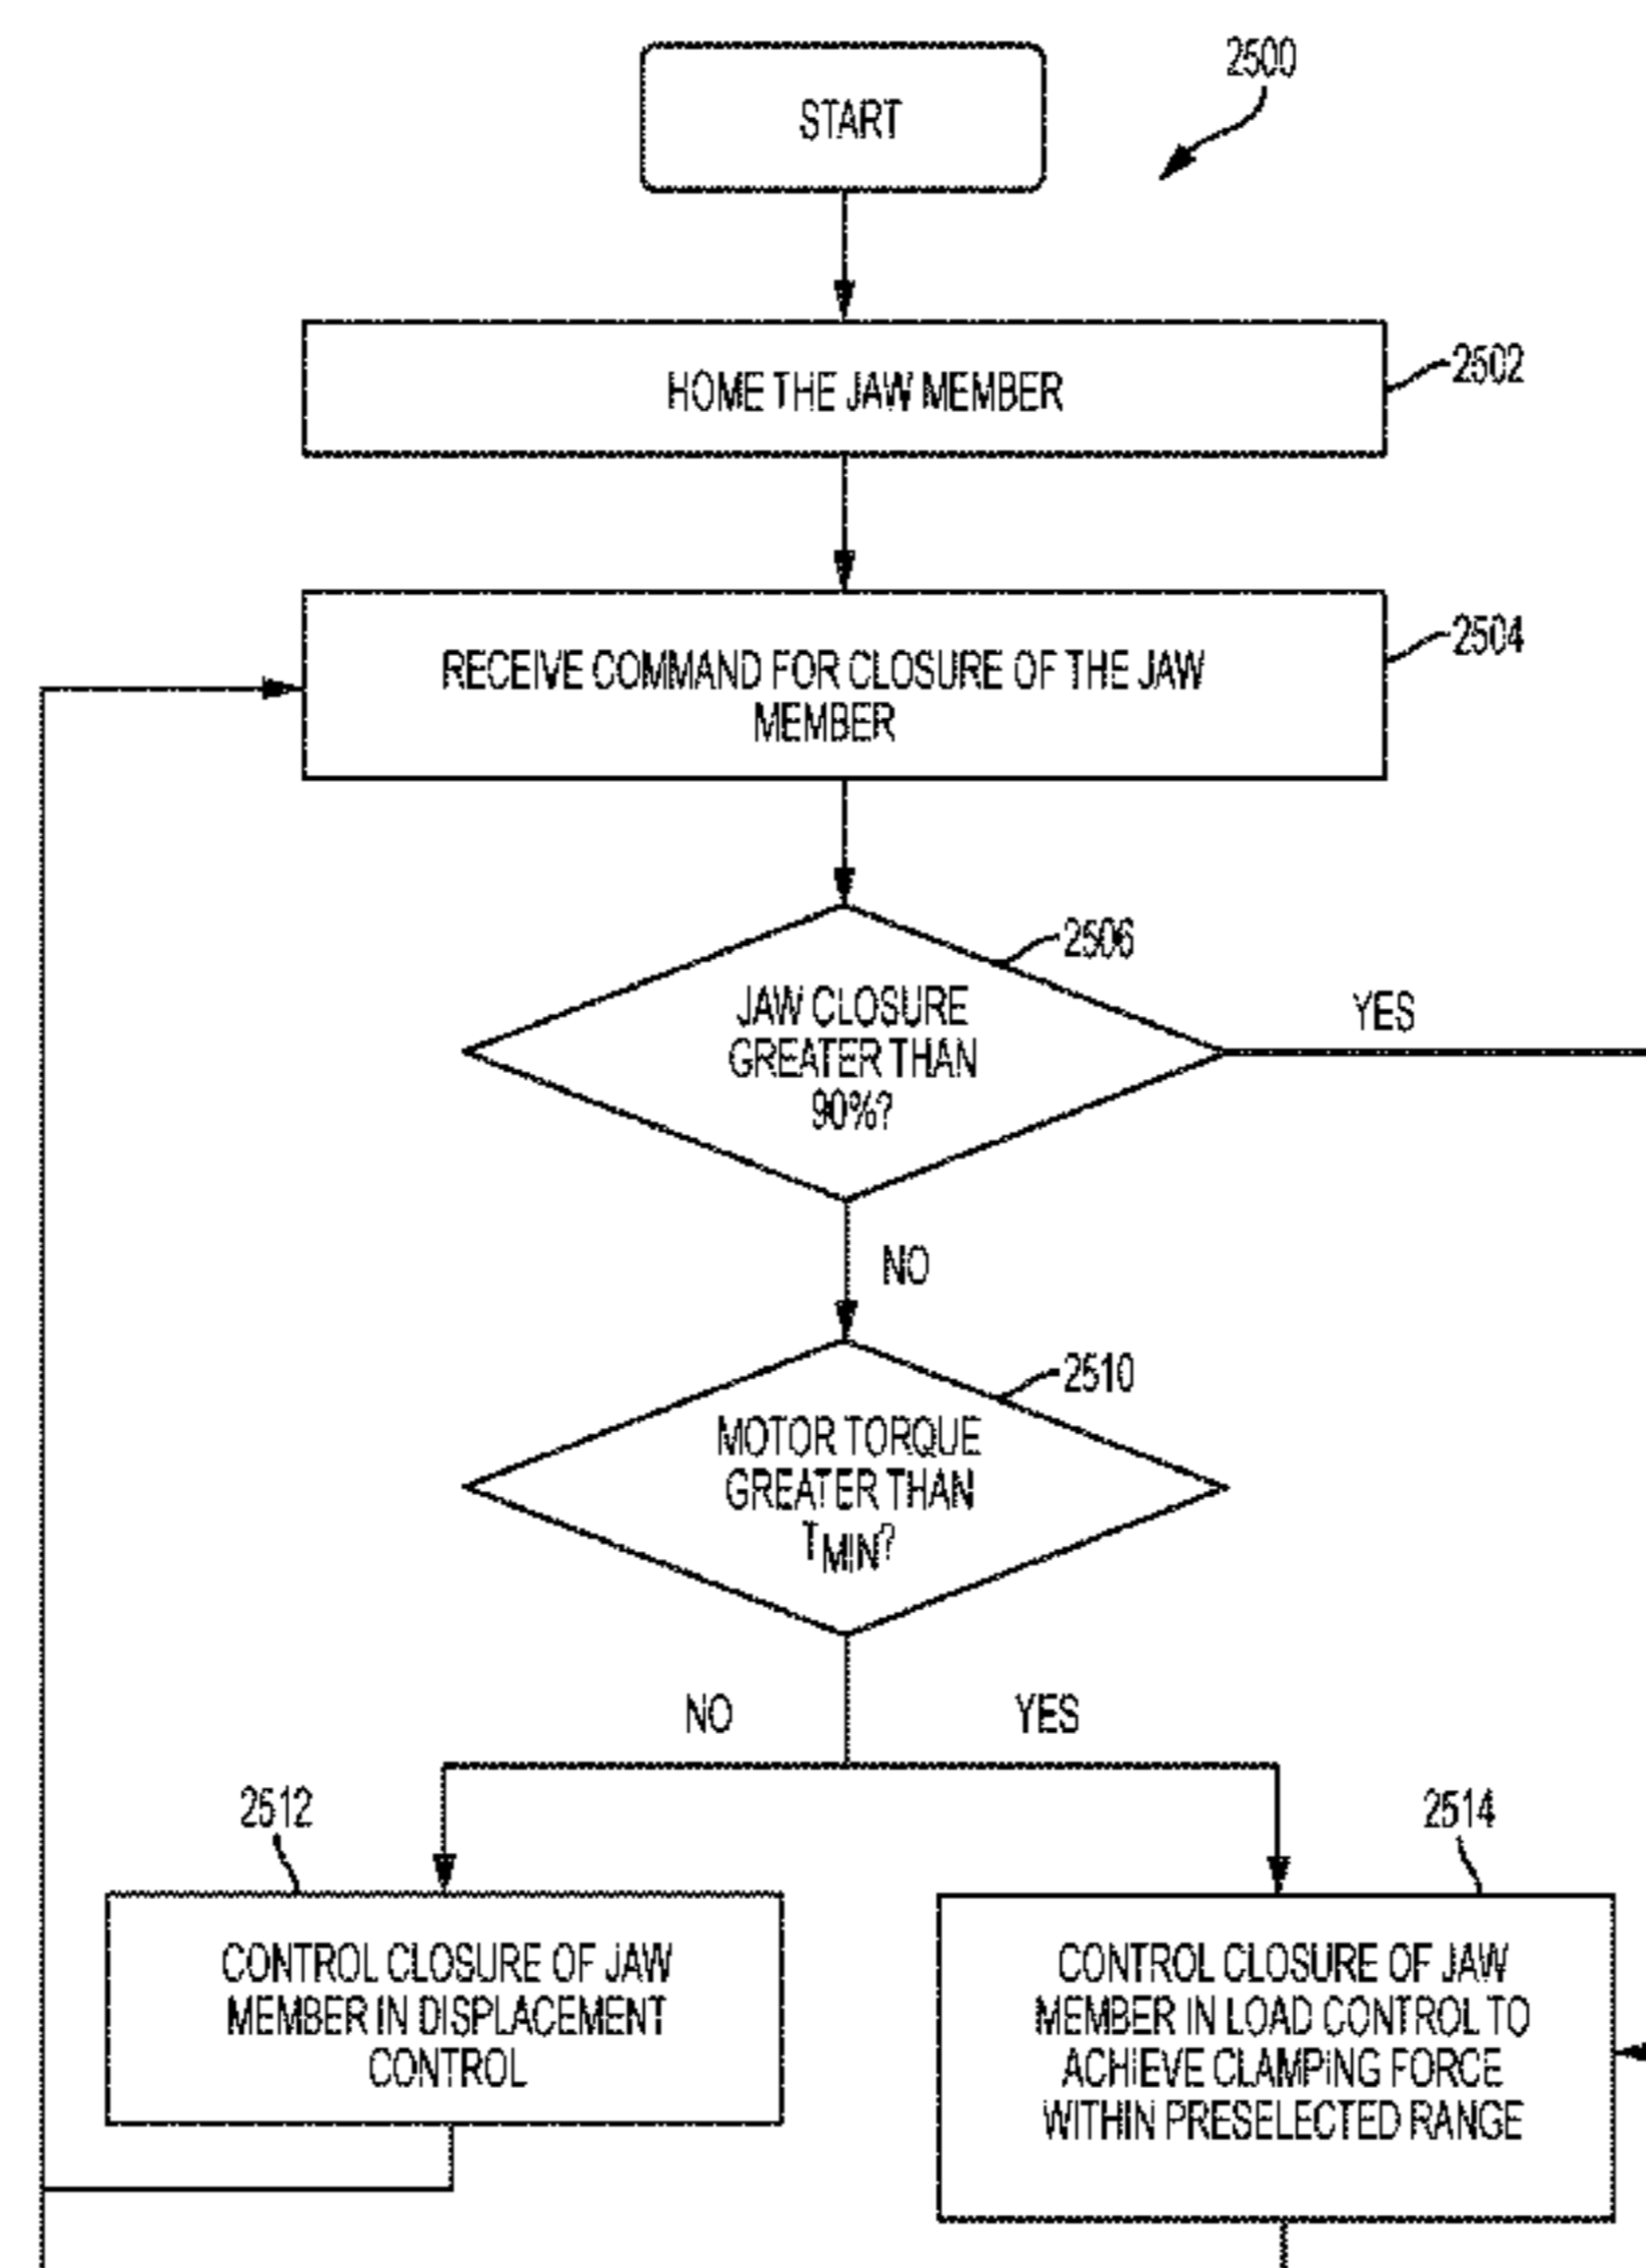 2500
START
HOME THE JAW MEMBER
2502
RECEIVE COMMAND FOR CLOSURE OF THE JAW
MEMBER
2504
2506
JAW CLOSURE
GREATER THAN
90%?
YES
NO
2510
MOTOR TORQUE
GREATER THAN
TMIN?
NO
YES
2512
CONTROL CLOSURE OF JAW
MEMBER IN DISPLACEMENT
CONTROL
2514
CONTROL CLOSURE OF JAW
MEMBER IN LOAD CONTROL TO
ACHIEVE CLAMPING FORCE
WITHIN PRESELECTED RANGE